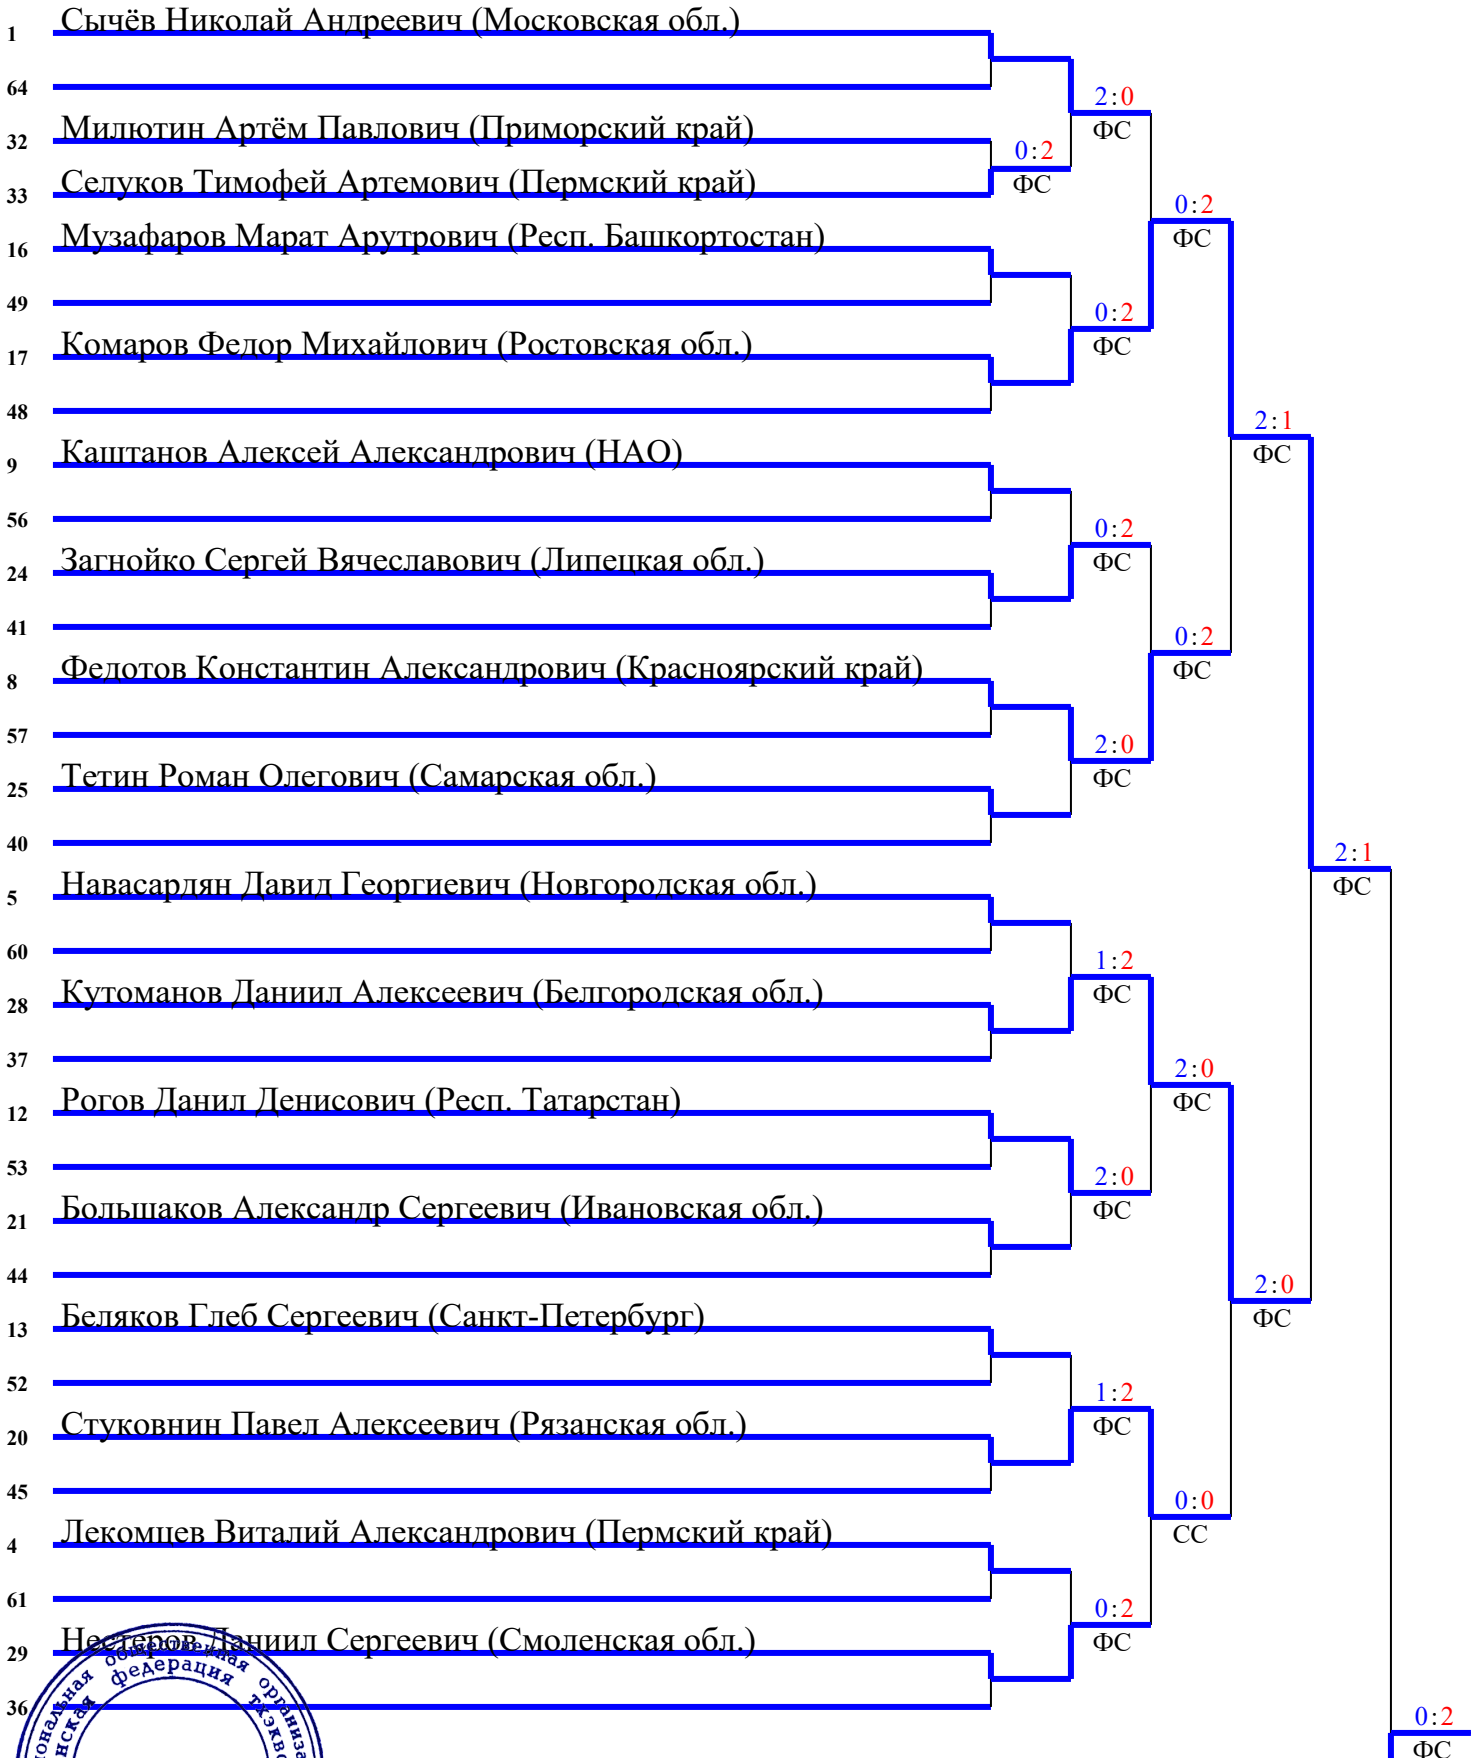 1 Сычёв Николай Андреевич (Московская обл.)
64
2:0
ФС
32 Милютин Артём Павлович (Приморский край)
0:2
ФС
33 Селуков Тимофей Артемович (Пермский край)
0:2
ФС
16 Музафаров Марат Арутрович (Респ. Башкортостан)
49
0:2
ФС
17 Комаров Федор Михайлович (Ростовская обл.)
48
2:1
ФС
9 Каштанов Алексей Александрович (НАО)
56
0:2
ФС
24 Загнойко Сергей Вячеславович (Липецкая обл.)
41
0:2
ФС
8 Федотов Константин Александрович (Красноярский край)
57
2:0
ФС
25 Тетин Роман Олегович (Самарская обл.)
40
2:1
ФС
5 Навасардян Давид Георгиевич (Новгородская обл.)
60
1:2
ФС
28 Кутоманов Даниил Алексеевич (Белгородская обл.)
37
2:0
ФС
12 Рогов Данил Денисович (Респ. Татарстан)
53
2:0
ФС
21 Большаков Александр Сергеевич (Ивановская обл.)
44
2:0
ФС
13 Беляков Глеб Сергеевич (Санкт-Петербург)
52
1:2
ФС
20 Стуковнин Павел Алексеевич (Рязанская обл.)
45
0:0
СС
4 Лекомцев Виталий Александрович (Пермский край)
61
0:2
ФС
29 Нестеров Даниил Сергеевич (Смоленская обл.)
36
общественная
федерация
0:2
ФС